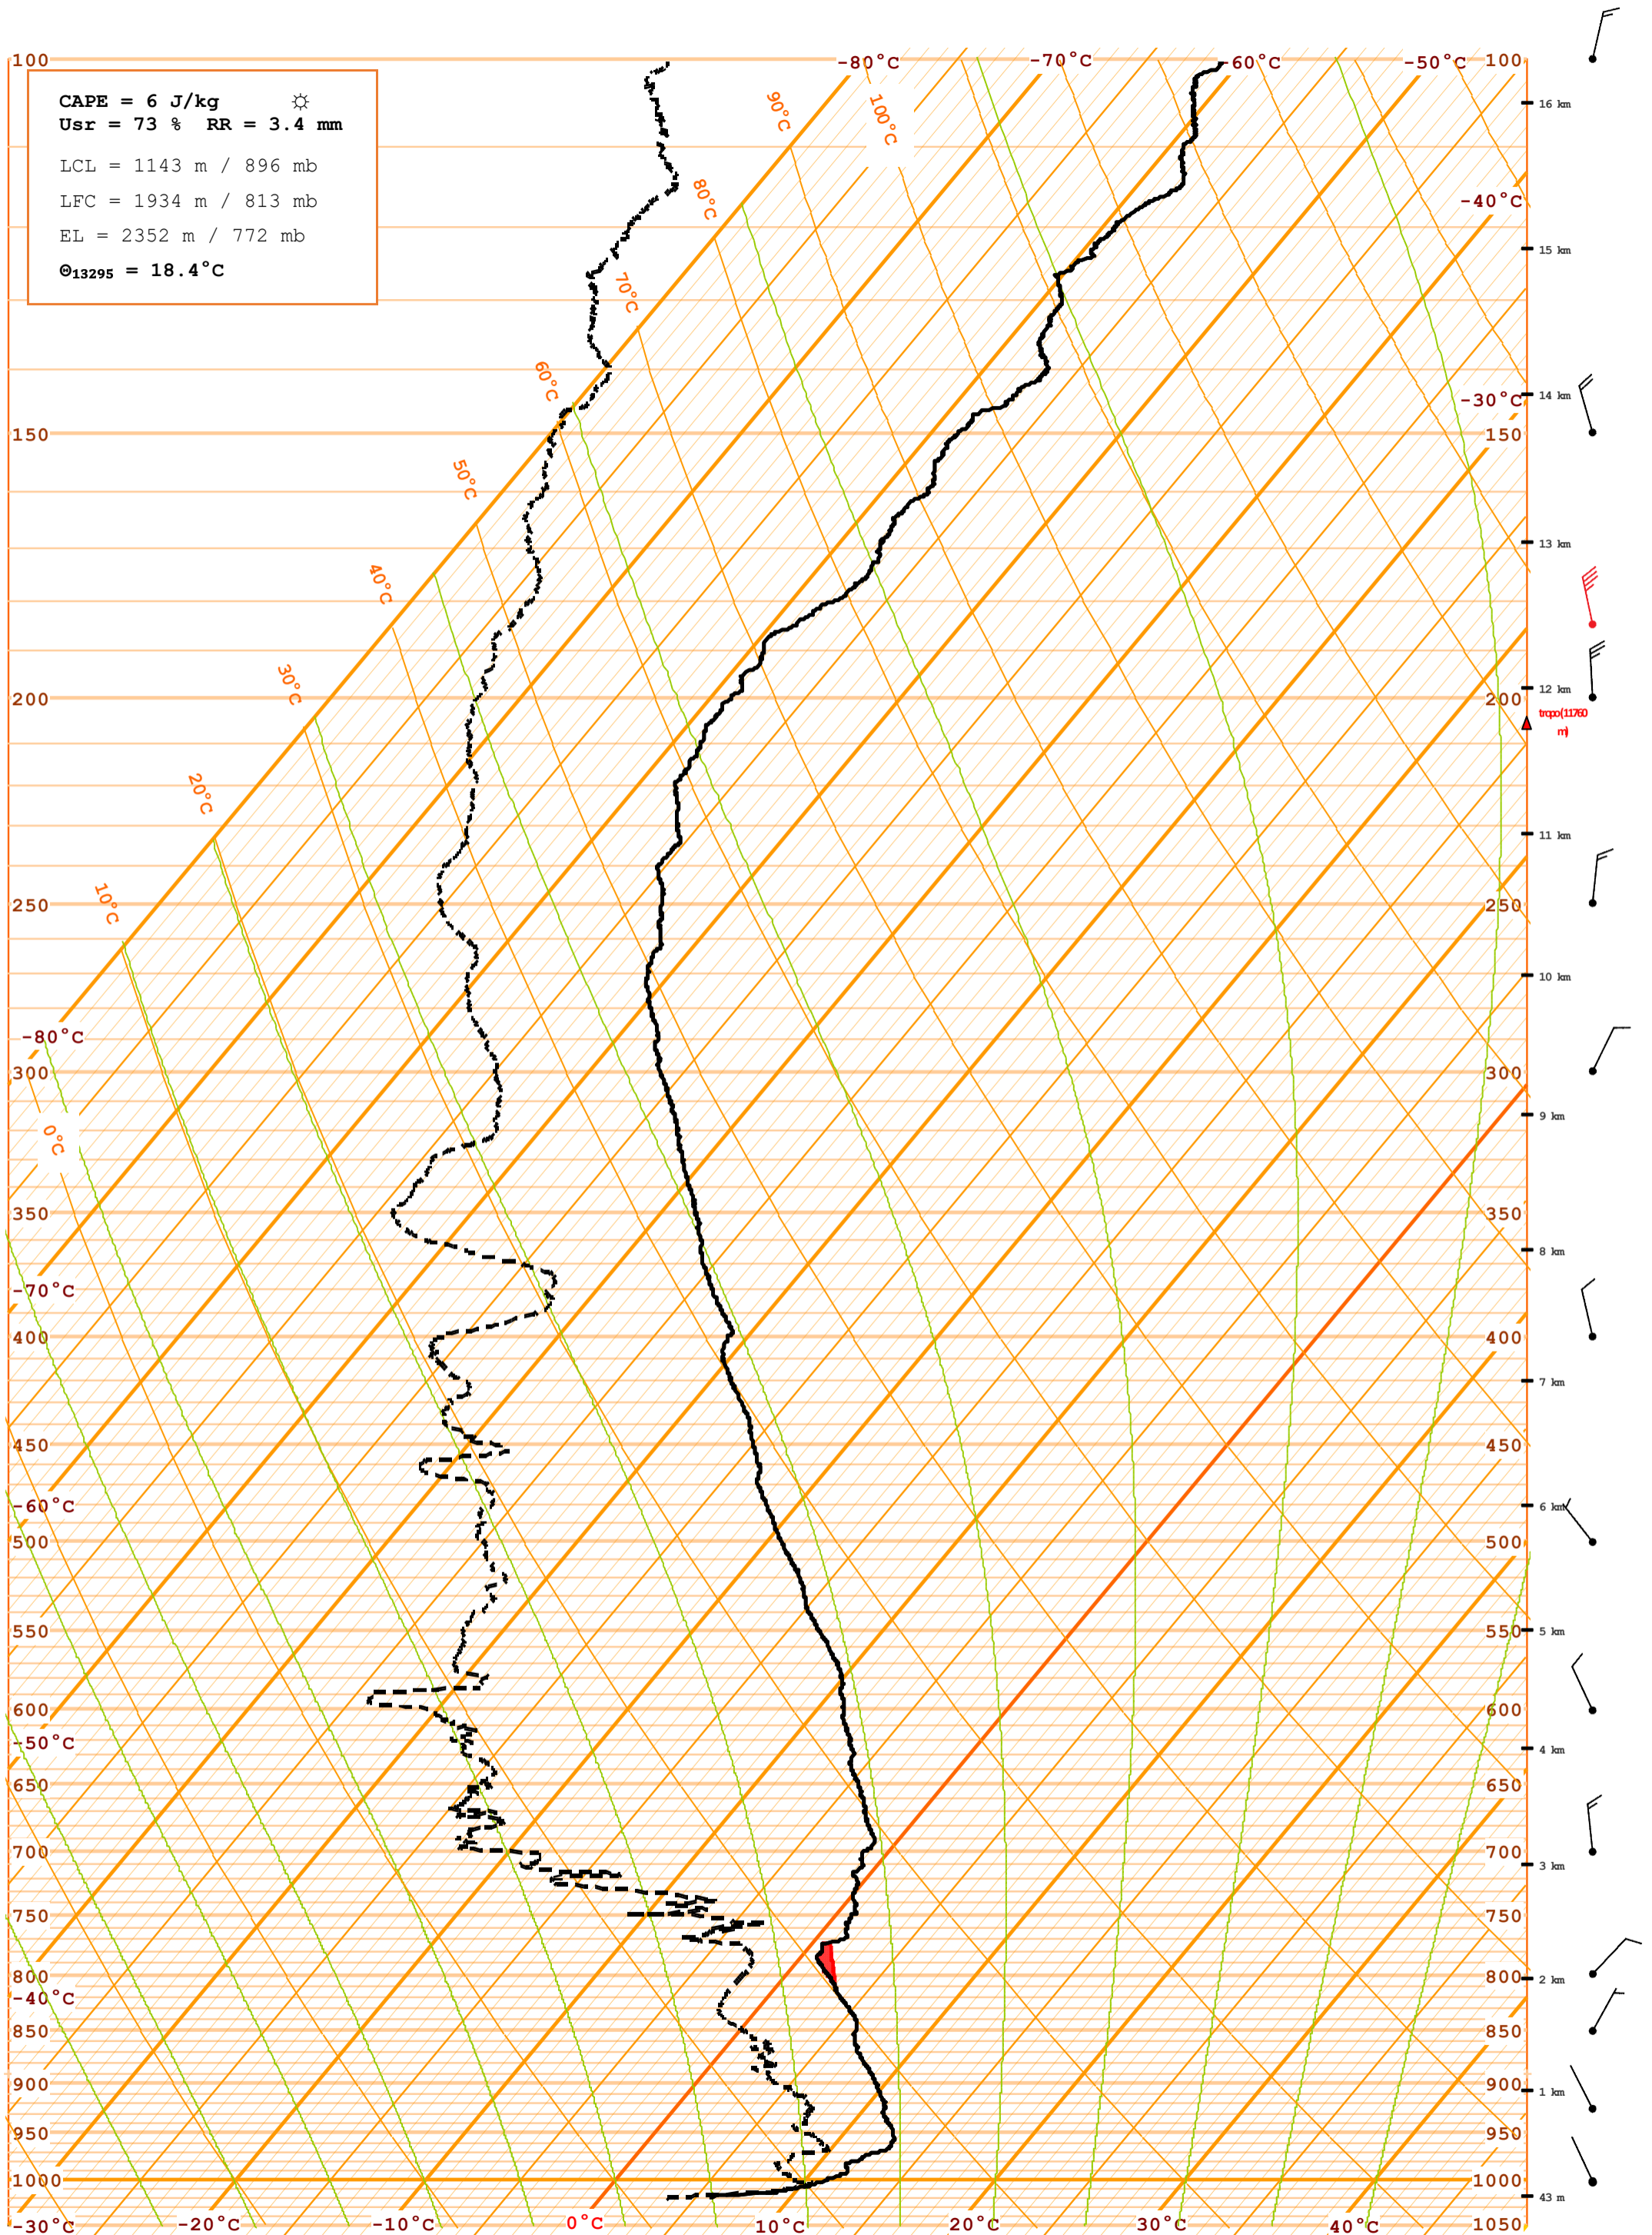 100 -80°C -70°C -60°C -50°C 100
CAPE = 6 J/kg ☼
Usr = 73 % RR = 3.4 mm
LCL = 1143 m / 896 mb
LFC = 1934 m / 813 mb
EL = 2352 m / 772 mb
Θ13295 = 18.4°C
90°C 100°C
16 km
80°C -40°C
15 km
70°C
60°C -30°C 14 km
150 150
50°C
13 km
40°C
30°C 12 km
200 200
tropo(11760
m)
20°C
11 km
10°C
250 250
10 km
-80°C
300 300
9 km
0°C
350 350
8 km
-70°C
400 400
7 km
450 450
-60°C 6 km
500 500
550 550 5 km
600 600
-50°C
4 km
650 650
700 700
3 km
750 750
800 800 2 km
-40°C
850 850
900 900 1 km
950 950
1000 1000
43 m
-30°C -20°C -10°C 0°C 10°C 20°C 30°C 40°C 1050